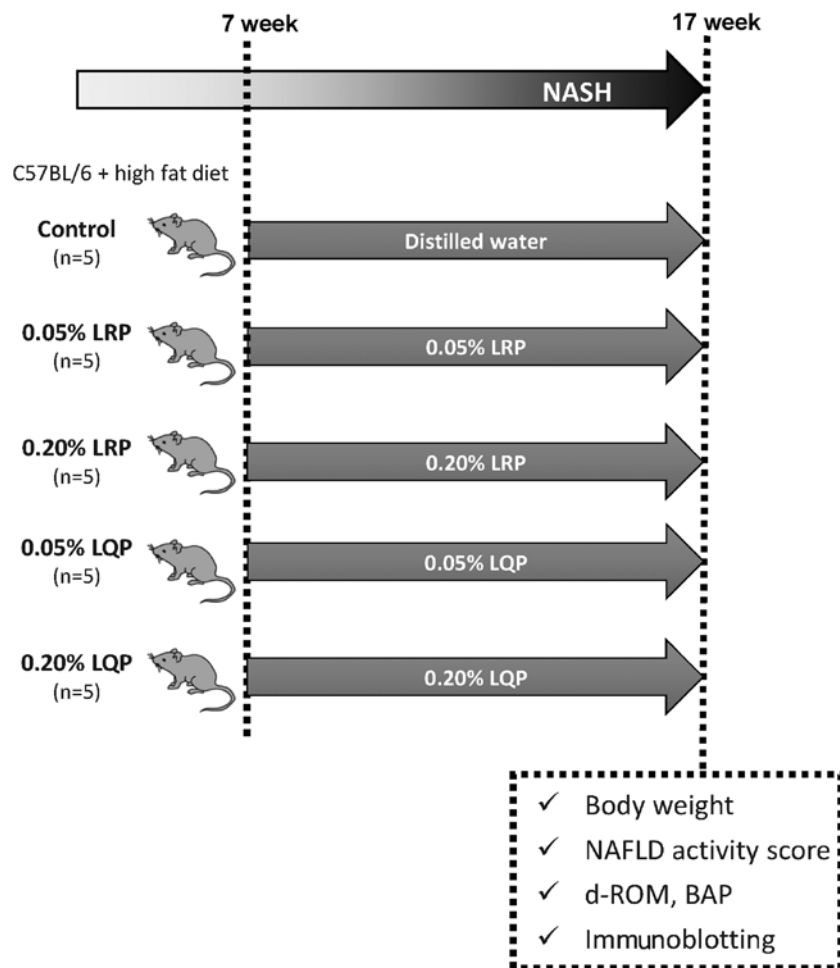 7 week
17 week
NASH
C57BL/6 + high fat diet
Control
(n=5)
Distilled water
0.05% LRP
(n=5)
0.05% LRP
0.20% LRP
(n=5)
0.20% LRP
0.05% LQP
(n=5)
0.05% LQP
0.20% LQP
(n=5)
0.20% LQP
✓ Body weight
✓ NAFLD activity score
✓ d-ROM, BAP
✓ Immunoblotting